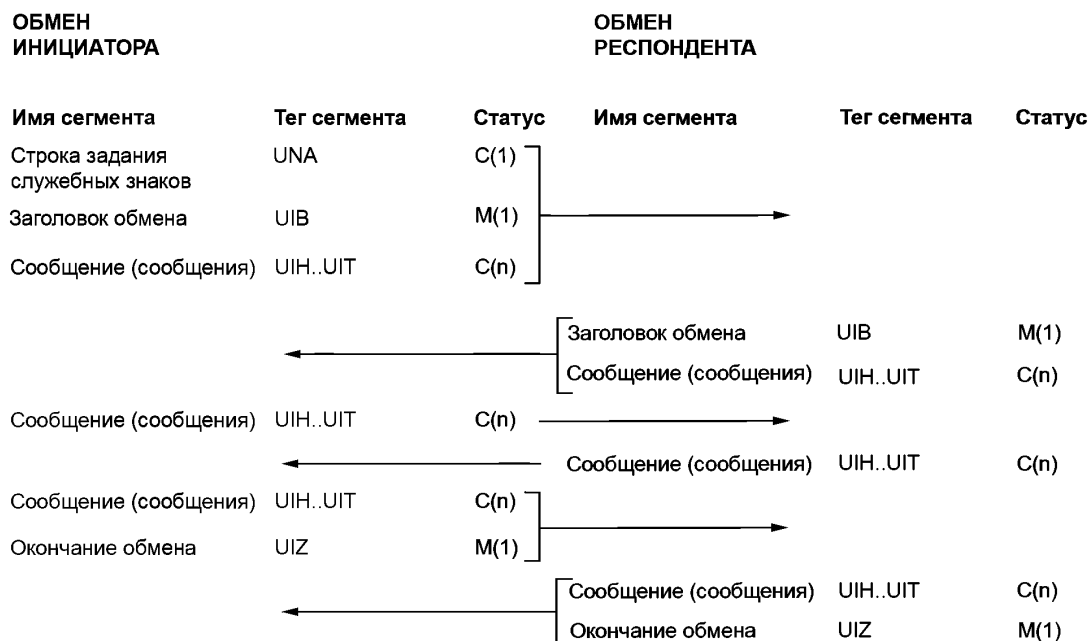 ОБМЕН ИНИЦИАТОРА
ОБМЕН РЕСПОНДЕНТА
Имя сегмента Тег сегмента Статус Имя сегмента Тег сегмента Статус
Строка задания служебных знаков UNA C(1)
Заголовок обмена UIB M(1)
Сообщение (сообщения) UIH..UIT C(n)
Заголовок обмена UIB M(1)
Сообщение (сообщения) UIH..UIT C(n)
Сообщение (сообщения) UIH..UIT C(n)
Сообщение (сообщения) UIH..UIT C(n)
Сообщение (сообщения) UIH..UIT C(n)
Окончание обмена UIZ M(1)
Сообщение (сообщения) UIH..UIT C(n)
Окончание обмена UIZ M(1)